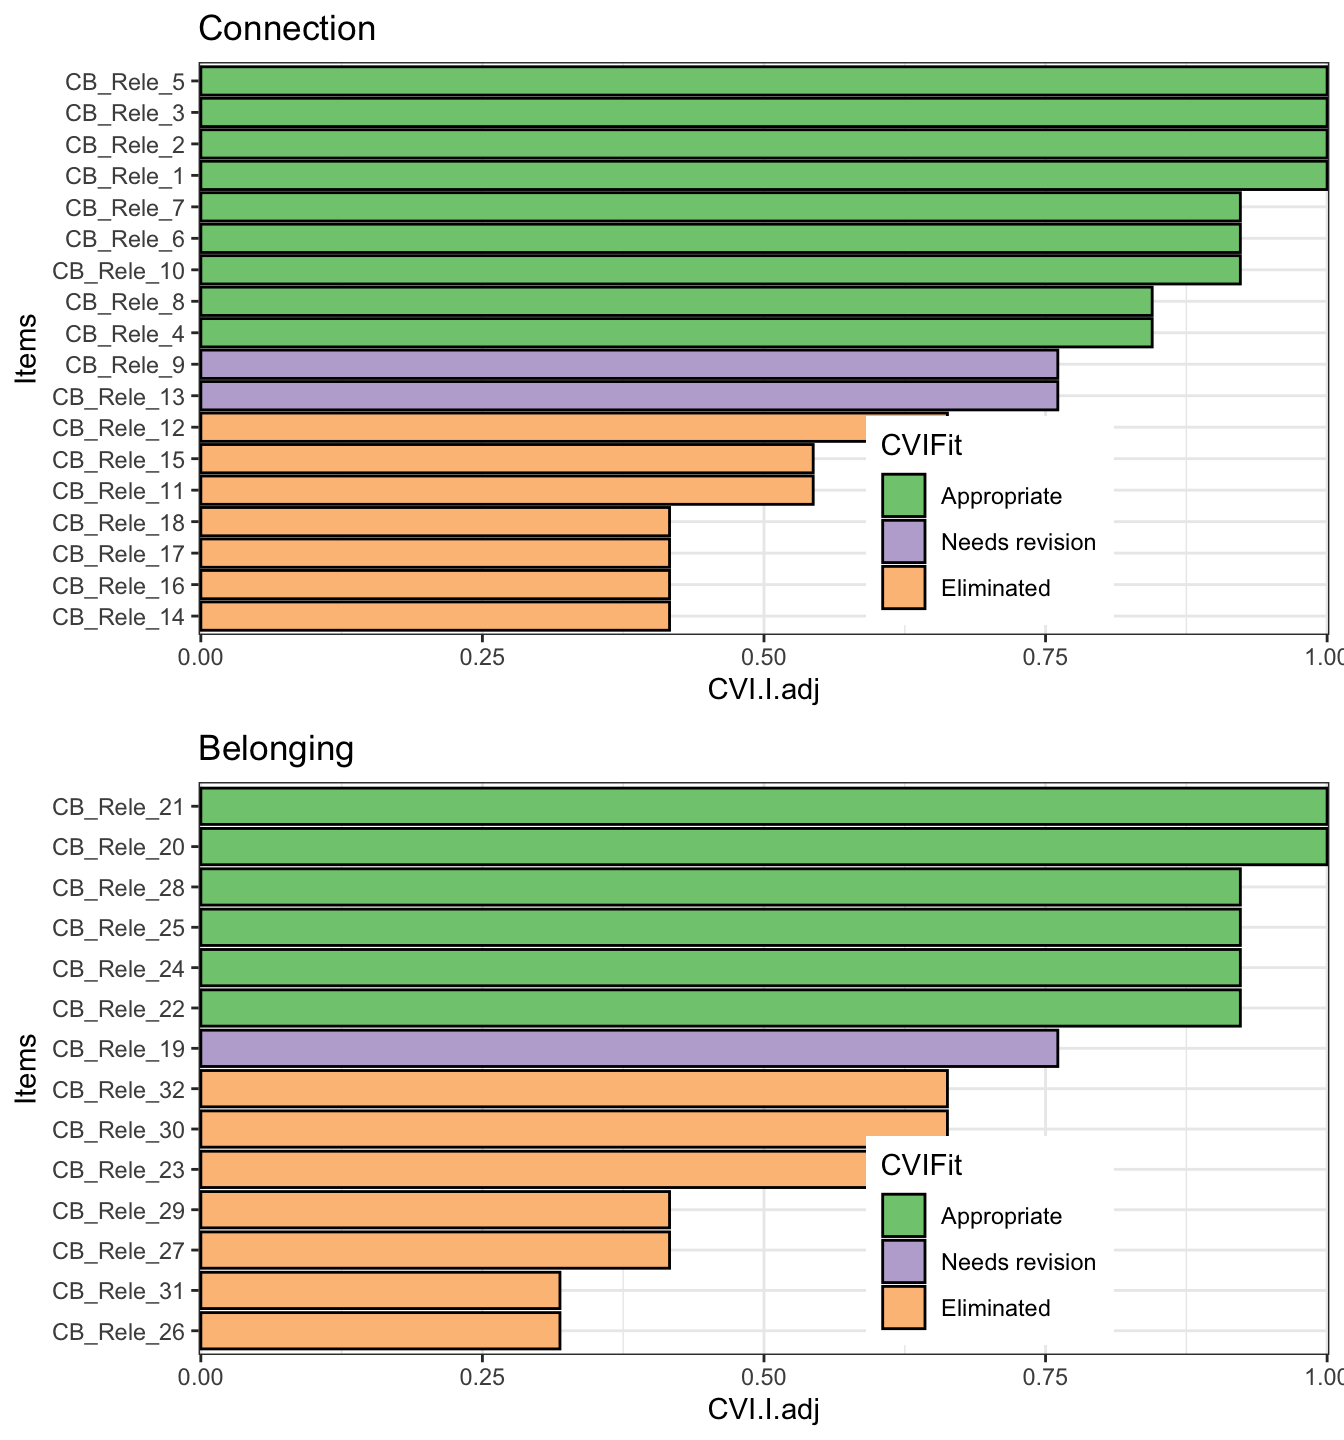 Connection
CB_Rele_5
CB_Rele_3
CB_Rele_2
CB_Rele_1
CB_Rele_7
CB_Rele_6
CB_Rele_10
CB_Rele_8
CB_Rele_4
CB_Rele_9
CB_Rele_13
CB_Rele_12
CB_Rele_15
CB_Rele_11
CB_Rele_18
CB_Rele_17
CB_Rele_16
CB_Rele_14
Items
CVIFit
Appropriate
Needs revision
Eliminated
0.00 0.25 0.50 0.75 1.00
CVI.I.adj
Belonging
CB_Rele_21
CB_Rele_20
CB_Rele_28
CB_Rele_25
CB_Rele_24
CB_Rele_22
CB_Rele_19
CB_Rele_32
CB_Rele_30
CB_Rele_23
CB_Rele_29
CB_Rele_27
CB_Rele_31
CB_Rele_26
Items
CVIFit
Appropriate
Needs revision
Eliminated
0.00 0.25 0.50 0.75 1.00
CVI.I.adj